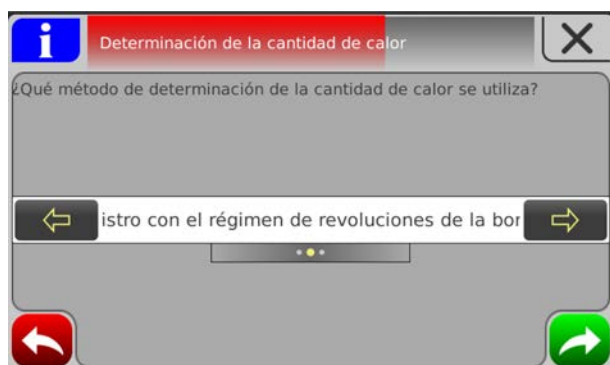 i
Determinación de la cantidad de calor
¿Qué método de determinación de la cantidad de calor se utiliza?
istro con el régimen de revoluciones de la bor